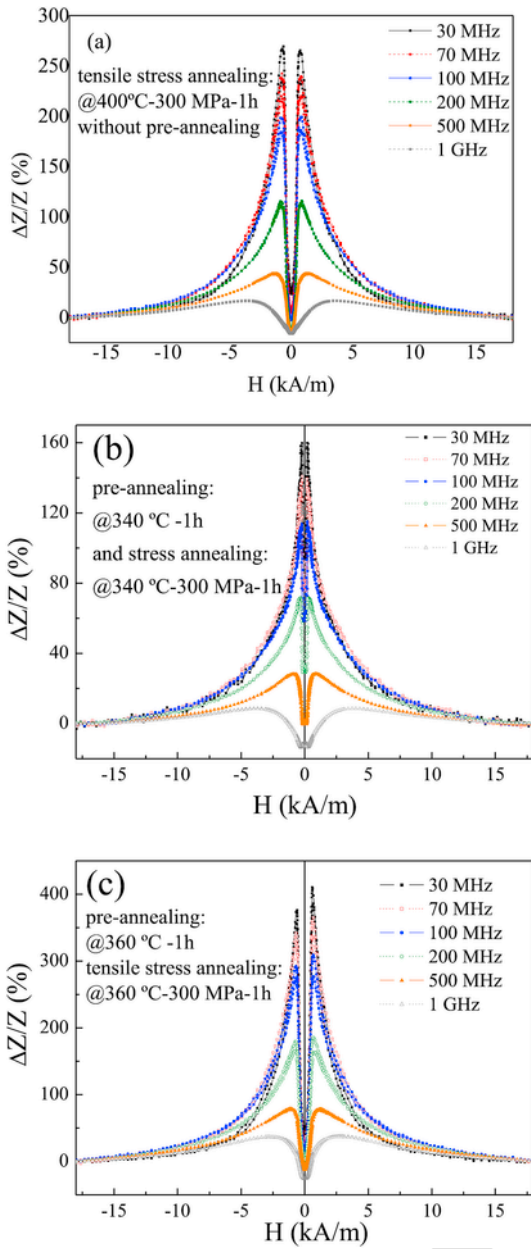 (a)
tensile stress annealing:
@400ºC-300 MPa-1h
without pre-annealing
30 MHz
70 MHz
100 MHz
200 MHz
500 MHz
1 GHz
ΔZ/Z (%)
300
250
200
150
100
50
0
-15 -10 -5 0 5 10 15
H (kA/m)
(b)
pre-annealing:
@340 ºC -1h
and stress annealing:
@340 ºC-300 MPa-1h
30 MHz
70 MHz
100 MHz
200 MHz
500 MHz
1 GHz
ΔZ/Z (%)
160
120
80
40
0
-15 -10 -5 0 5 10 15
H (kA/m)
(c)
pre-annealing:
@360 ºC -1h
tensile stress annealing:
@360 ºC-300 MPa-1h
30 MHz
70 MHz
100 MHz
200 MHz
500 MHz
1 GHz
ΔZ/Z (%)
400
300
200
100
0
-15 -10 -5 0 5 10 15
H (kA/m)